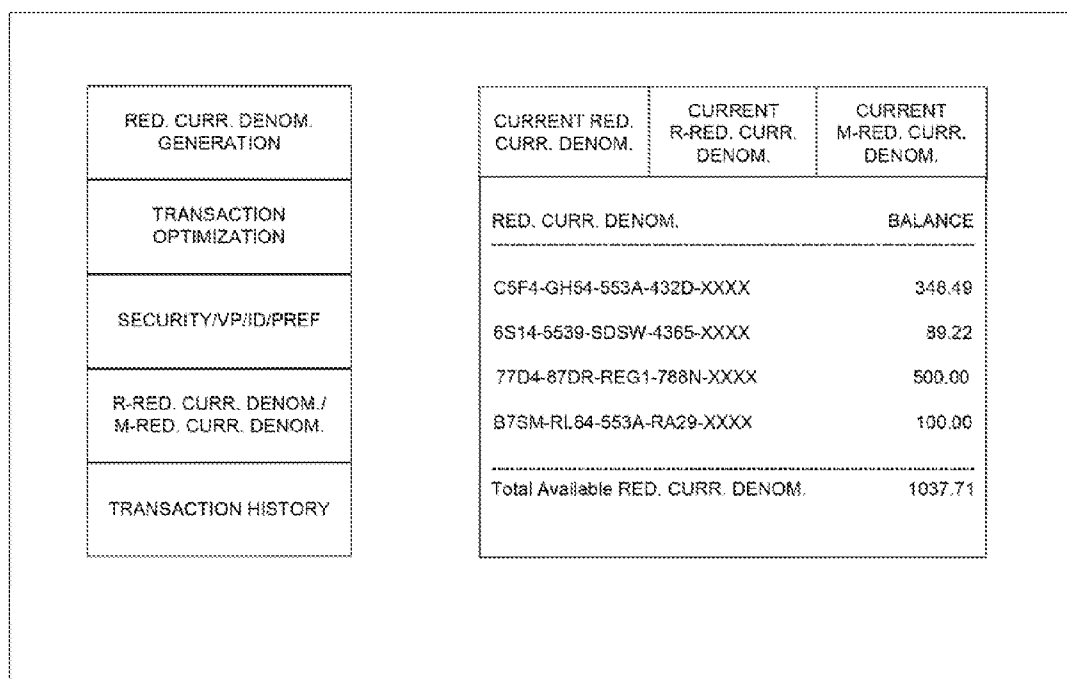 RED. CURR. DENOM.
GENERATION
TRANSACTION
OPTIMIZATION
SECURITY/VP/ID/PREF
R-RED. CURR. DENOM./
M-RED. CURR. DENOM.
TRANSACTION HISTORY
CURRENT RED.
CURR. DENOM.
CURRENT
R-RED. CURR.
DENOM.
CURRENT
M-RED. CURR.
DENOM.
RED. CURR. DENOM. BALANCE
C5F4-GH54-553A-432D-XXXX 348.49
6S14-5539-SDSW-4365-XXXX 89.22
77D4-87DR-REG1-788N-XXXX 500.00
B7SM-RL84-553A-RA29-XXXX 100.00
Total Available RED. CURR. DENOM. 1037.71